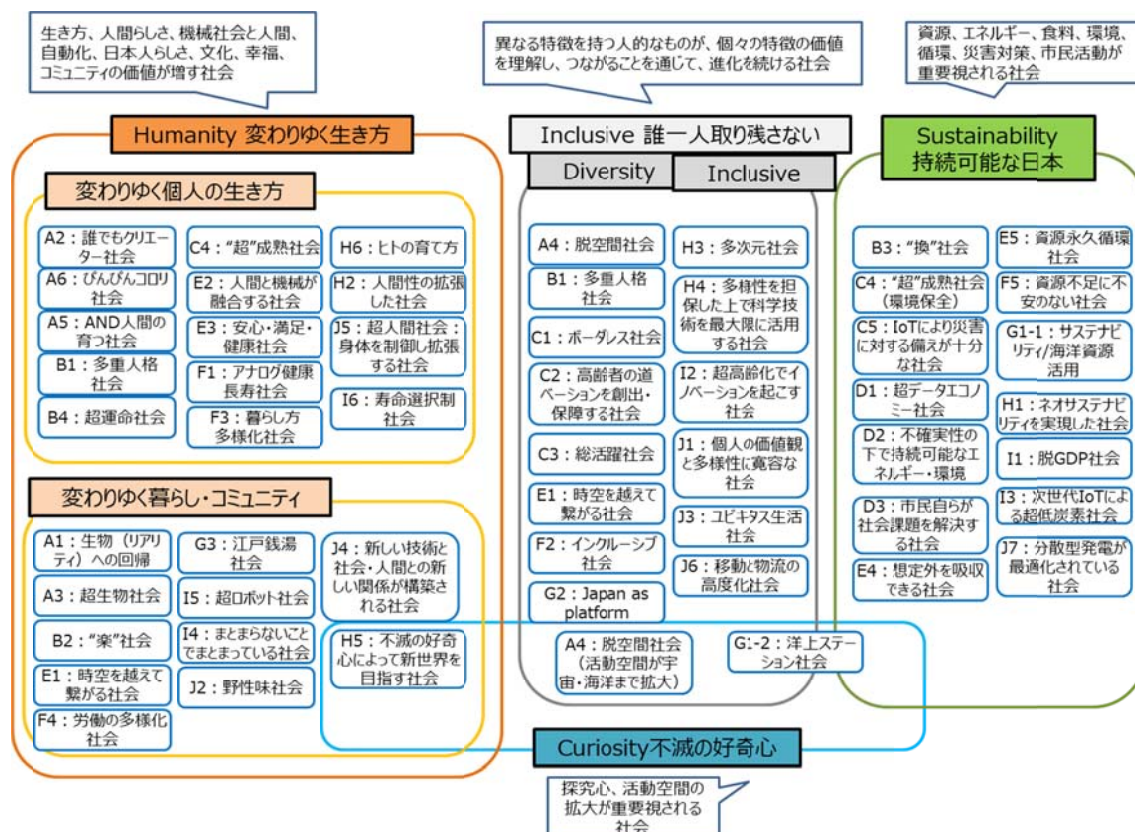 生き方、人間らしさ、機械社会と人間、
自動化、日本人らしさ、文化、幸福、
コミュニティの価値が増す社会
異なる特徴を持つ人的なものが、個々の特徴の価値
を理解し、つながることを通じて、進化を続ける社会
資源、エネルギー、食料、環境、
循環、災害対策、市民活動が
重要視される社会
Humanity 変わりゆく生き方
変わりゆく個人の生き方
A2：誰でもクリエー
ター社会
A6：ぴんぴんコロリ
社会
A5：AND人間の
育つ社会
B1：多重人格
社会
B4：超運命社会
C4：“超”成熟社会
E2：人間と機械が
融合する社会
E3：安心・満足・
健康社会
F1：アナログ健康
長寿社会
F3：暮らし方
多様化社会
H6：ヒトの育て方
H2：人間性の拡張
した社会
J5：超人間社会：
身体を制御し拡張
する社会
I6：寿命選択制
社会
変わりゆく暮らし・コミュニティ
A1：生物（リアリ
ティ）への回帰
A3：超生物社会
B2：“楽”社会
E1：時空を越えて
繋がる社会
F4：労働の多様化
社会
G3：江戸銭湯
社会
I5：超ロボット社会
I4：まとまらないこと
でまとまっている社会
J2：野性味社会
J4：新しい技術と
社会・人間との新
しい関係が構築さ
れる社会
H5：不滅の好奇
心によって新世界を
目指す社会
Inclusive 誰一人取り残さない
Diversity
Inclusive
A4：脱空間社会
B1：多重人格
社会
C1：ボーダレス社会
C2：高齢者の道
ベーションを創出・
保障する社会
C3：総活躍社会
E1：時空を越えて
繋がる社会
F2：インクルーシブ
社会
G2：Japan as
platform
H3：多次元社会
H4：多様性を担
保した上で科学技
術を最大限に活用
する社会
I2：超高齢化でイ
ノベーションを起こす
社会
J1：個人の価値観
と多様性に寛容な
社会
J3：ユビキタス生活
社会
J6：移動と物流の
高度化社会
A4：脱空間社会
（活動空間が宇
宙・海洋まで拡大）
G1-2：洋上ステー
ション社会
Sustainability
持続可能な日本
B3：“換”社会
C4：“超”成熟社会
（環境保全）
C5：IoTにより災害
に対する備えが十分
な社会
D1：超データエコノ
ミー社会
D2：不確実性の
下で持続可能なエ
ネルギー・環境
D3：市民自らが
社会課題を解決す
る社会
E4：想定外を吸収
できる社会
E5：資源永久循環
社会
F5：資源不足に不
安のない社会
G1-1：サステナビ
リティ/海洋資源
活用
H1：ネオサステナビ
リティを実現した社会
I1：脱GDP社会
I3：次世代IoTによ
る超低炭素社会
J7：分散型発電が
最適化されている
社会
Curiosity不滅の好奇心
探究心、活動空間の
拡大が重要視される
社会